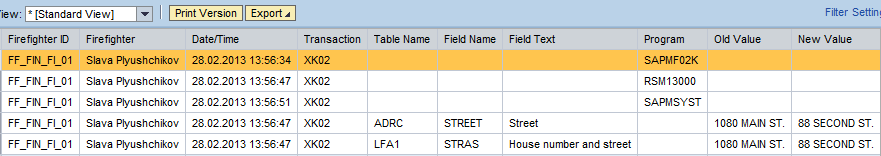 View: * [Standard View] Print Version Export Filter Setting
Firefighter ID Firefighter Date/Time Transaction Table Name Field Name Field Text Program Old Value New Value
FF_FIN_FI_01 Slava Plyushchikov 28.02.2013 13:56:34 XK02 SAPMF02K
FF_FIN_FI_01 Slava Plyushchikov 28.02.2013 13:56:47 XK02 RSM13000
FF_FIN_FI_01 Slava Plyushchikov 28.02.2013 13:56:51 XK02 SAPMSYST
FF_FIN_FI_01 Slava Plyushchikov 28.02.2013 13:56:47 XK02 ADRC STREET Street 1080 MAIN ST. 88 SECOND ST.
FF_FIN_FI_01 Slava Plyushchikov 28.02.2013 13:56:47 XK02 LFA1 STRAS House number and street 1080 MAIN ST. 88 SECOND ST.